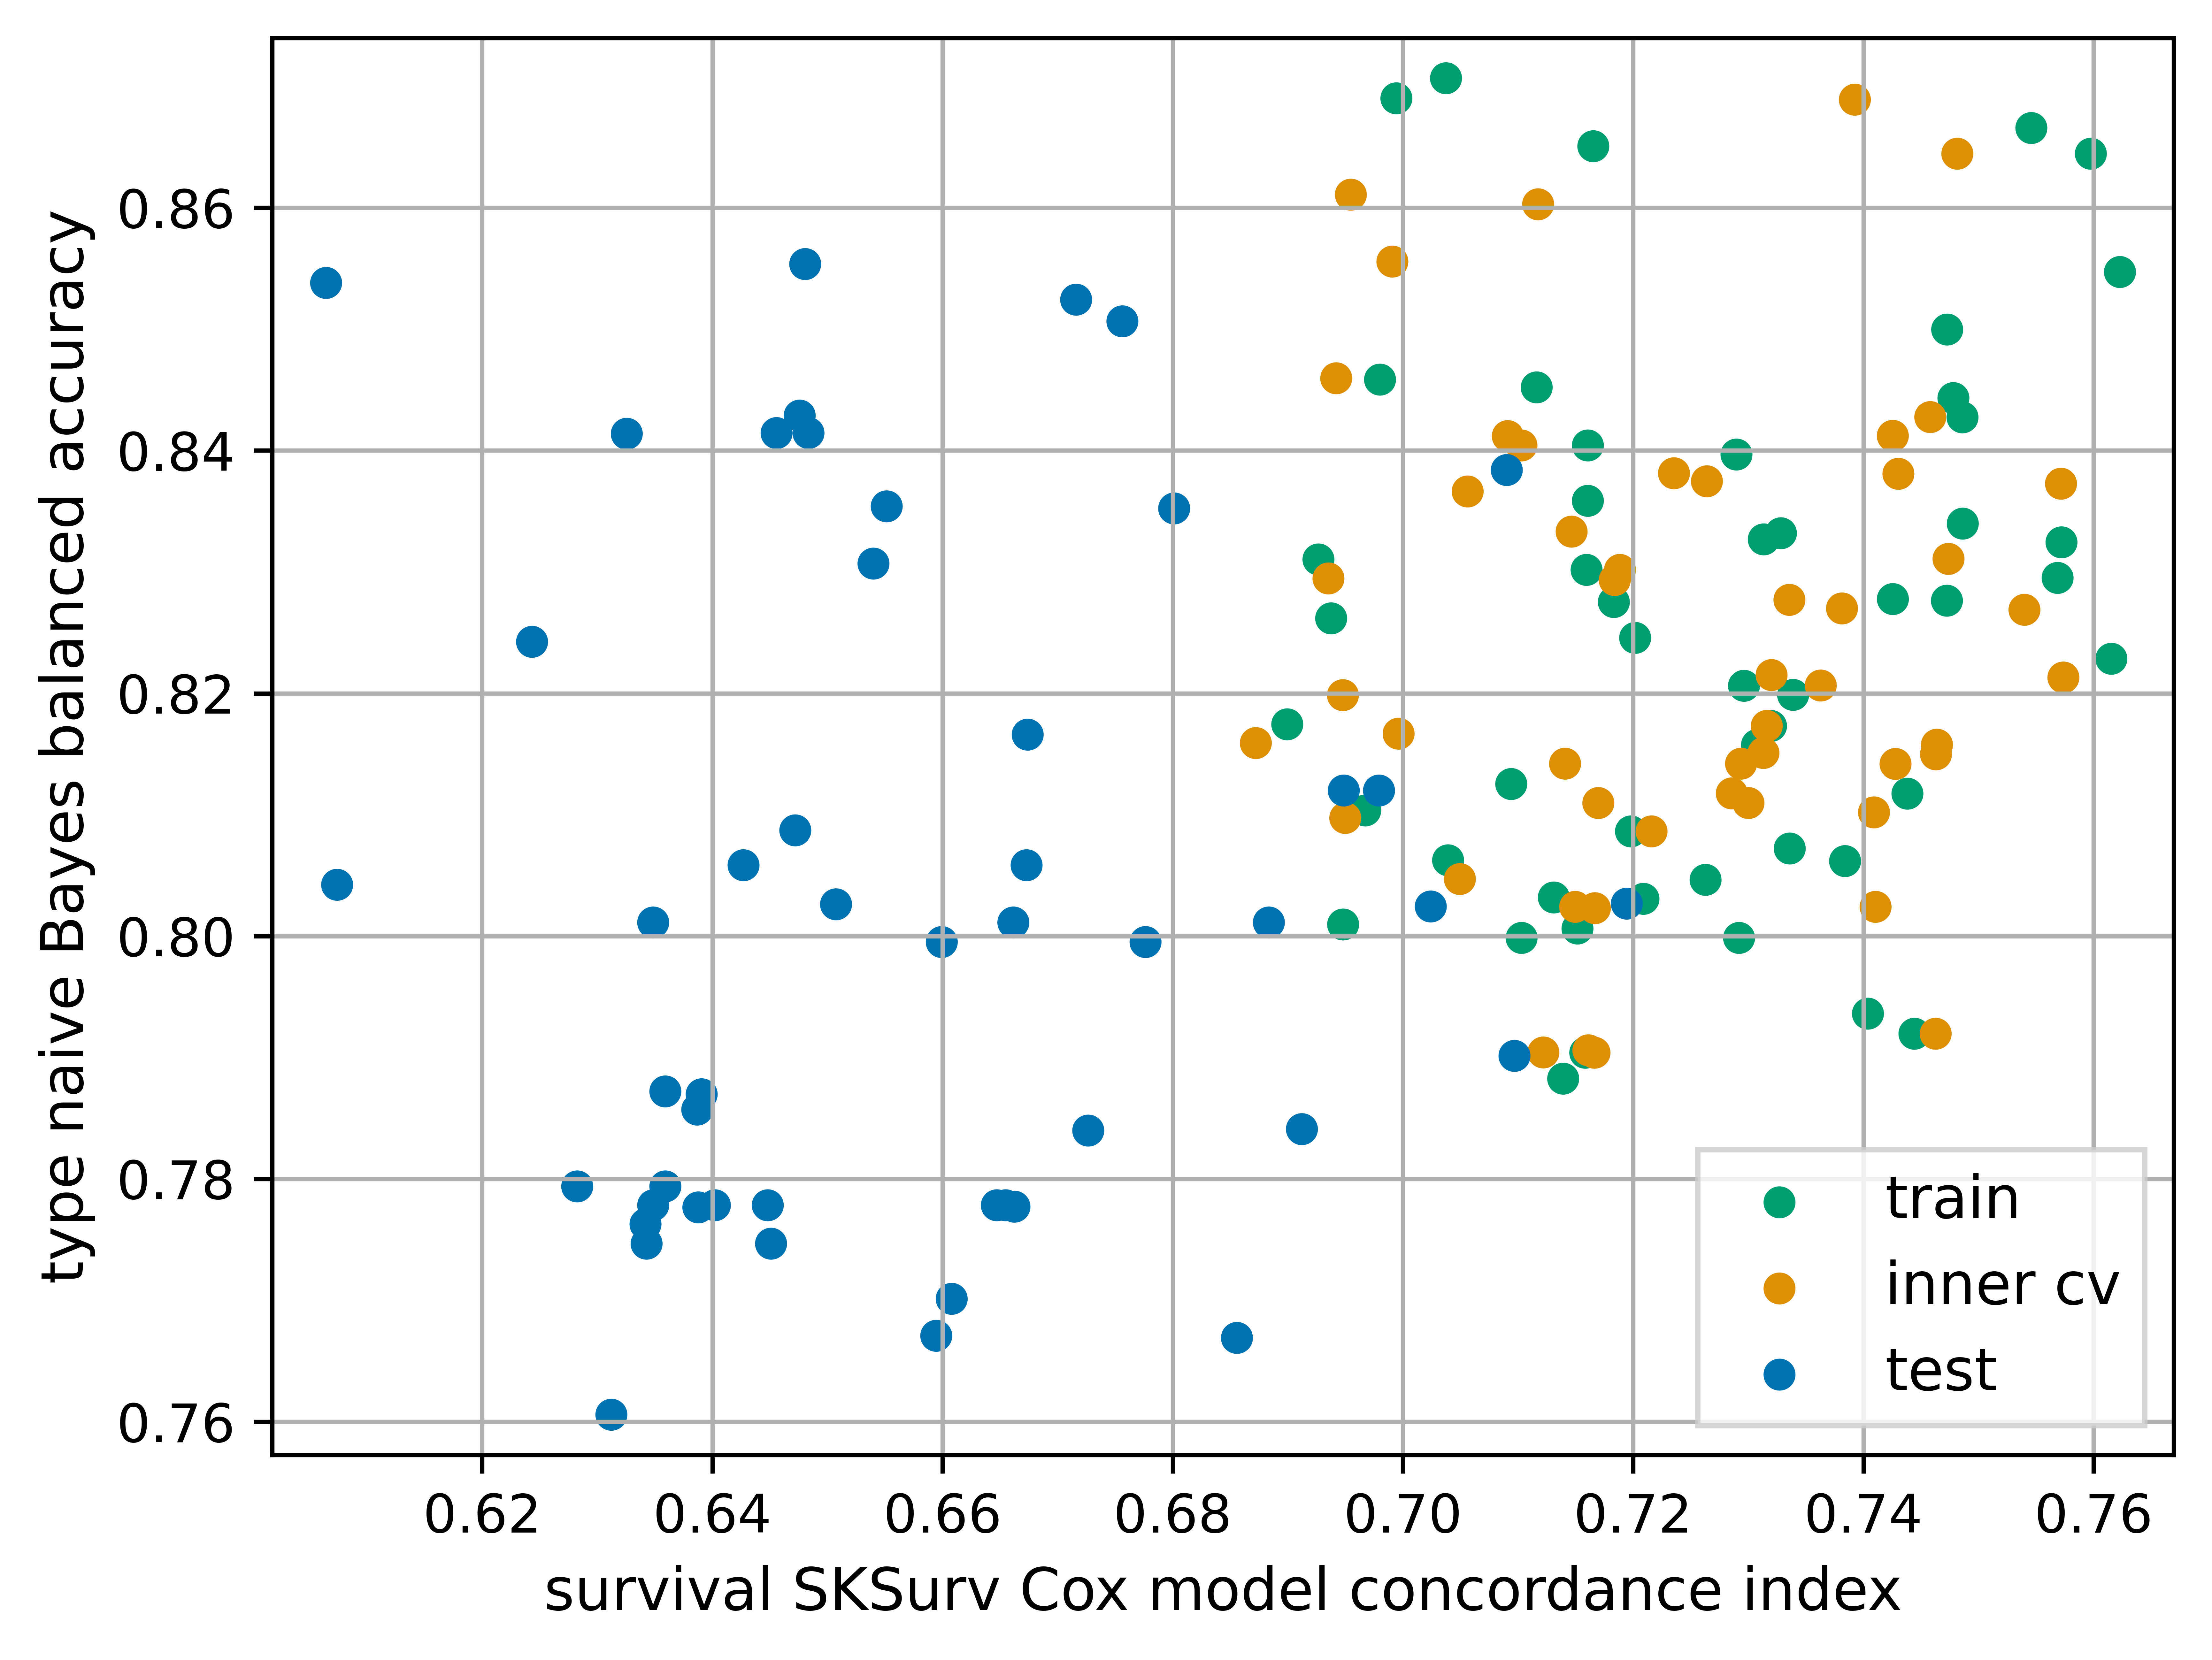 type naive Bayes balanced accuracy
0.86
0.84
0.82
0.80
0.78
0.76
train
inner cv
test
0.62 0.64 0.66 0.68 0.70 0.72 0.74 0.76
survival SKSurv Cox model concordance index